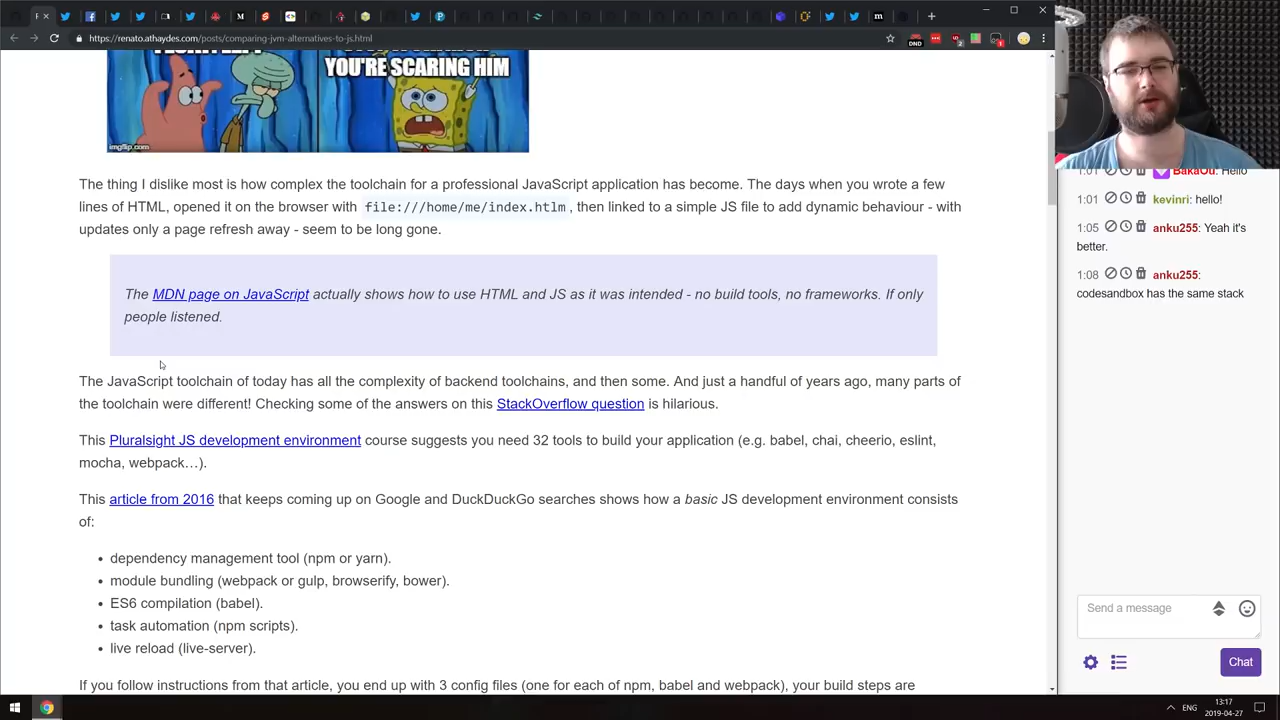 https://renato.athaydes.com/posts/comparing-jvm-alternatives-to-js.html
DND
YOU'RE SCARING HIM
imgflip.com
The thing I dislike most is how complex the toolchain for a professional JavaScript application has become. The days when you wrote a few
lines of HTML, opened it on the browser with file:///home/me/index.htlm, then linked to a simple JS file to add dynamic behaviour - with
updates only a page refresh away - seem to be long gone.
The MDN page on JavaScript actually shows how to use HTML and JS as it was intended - no build tools, no frameworks. If only
people listened.
The JavaScript toolchain of today has all the complexity of backend toolchains, and then some. And just a handful of years ago, many parts of
the toolchain were different! Checking some of the answers on this StackOverflow question is hilarious.
This Pluralsight JS development environment course suggests you need 32 tools to build your application (e.g. babel, chai, cheerio, eslint,
mocha, webpack…).
This article from 2016 that keeps coming up on Google and DuckDuckGo searches shows how a basic JS development environment consists
of:
• dependency management tool (npm or yarn).
• module bundling (webpack or gulp, browserify, bower).
• ES6 compilation (babel).
• task automation (npm scripts).
• live reload (live-server).
If you follow instructions from that article, you end up with 3 config files (one for each of npm, babel and webpack), your build steps are
1:01 BakaOu: Hello
1:01 kevinri: hello!
1:05 anku255: Yeah it's
better.
1:08 anku255:
codesandbox has the same stack
Send a message
Chat
ENG
13:17
2019-04-27